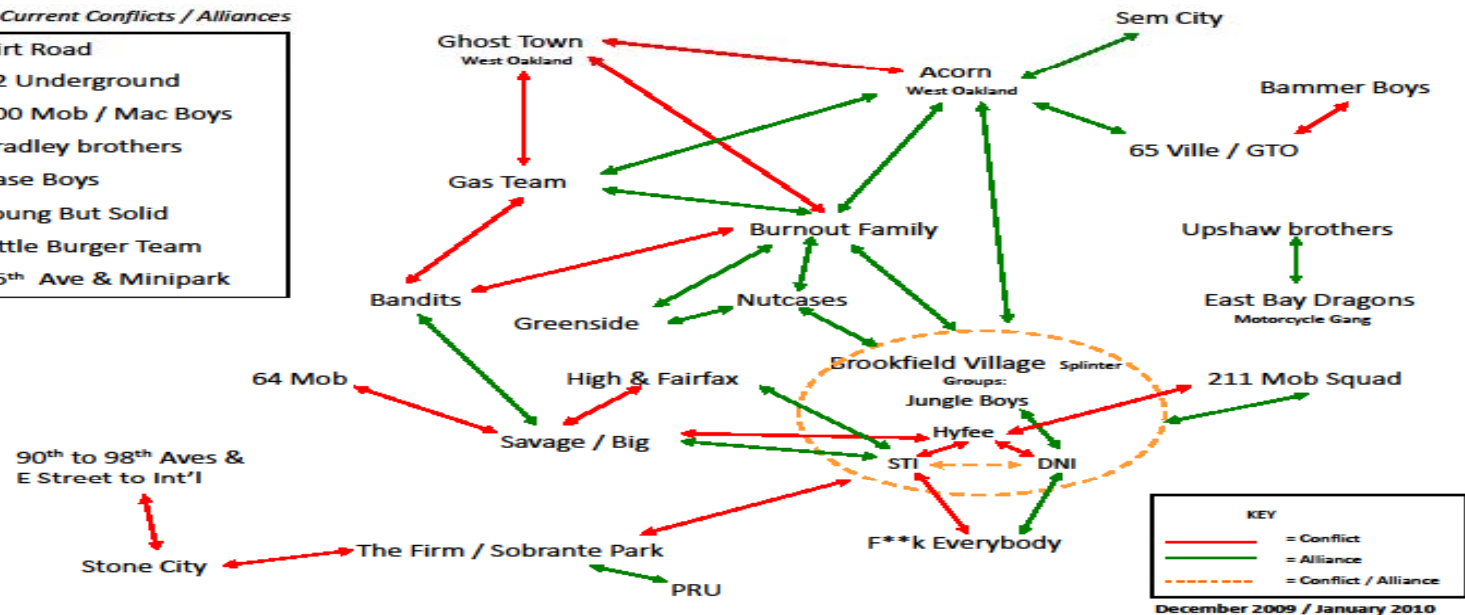 Current Conflicts / Alliances
irt Road
2 Underground
00 Mob / Mac Boys
radley brothers
ase Boys
oung But Solid
ttle Burger Team
5th Ave & Minipark
Sem City
Ghost Town
West Oakland
Acorn
West Oakland
Bammer Boys
65 Ville / GTO
Gas Team
Burnout Family
Upshaw brothers
Bandits
Nutcases
Greenside
East Bay Dragons
Motorcycle Gang
Brookfield Village Splinter
Groups:
64 Mob
High & Fairfax
211 Mob Squad
Jungle Boys
Hyfee
Savage / Big
STI
DNI
90th to 98th Aves &
E Street to Int'l
F**k Everybody
The Firm / Sobrante Park
Stone City
PRU
KEY
= Conflict
= Alliance
= Conflict / Alliance
December 2009 / January 2010